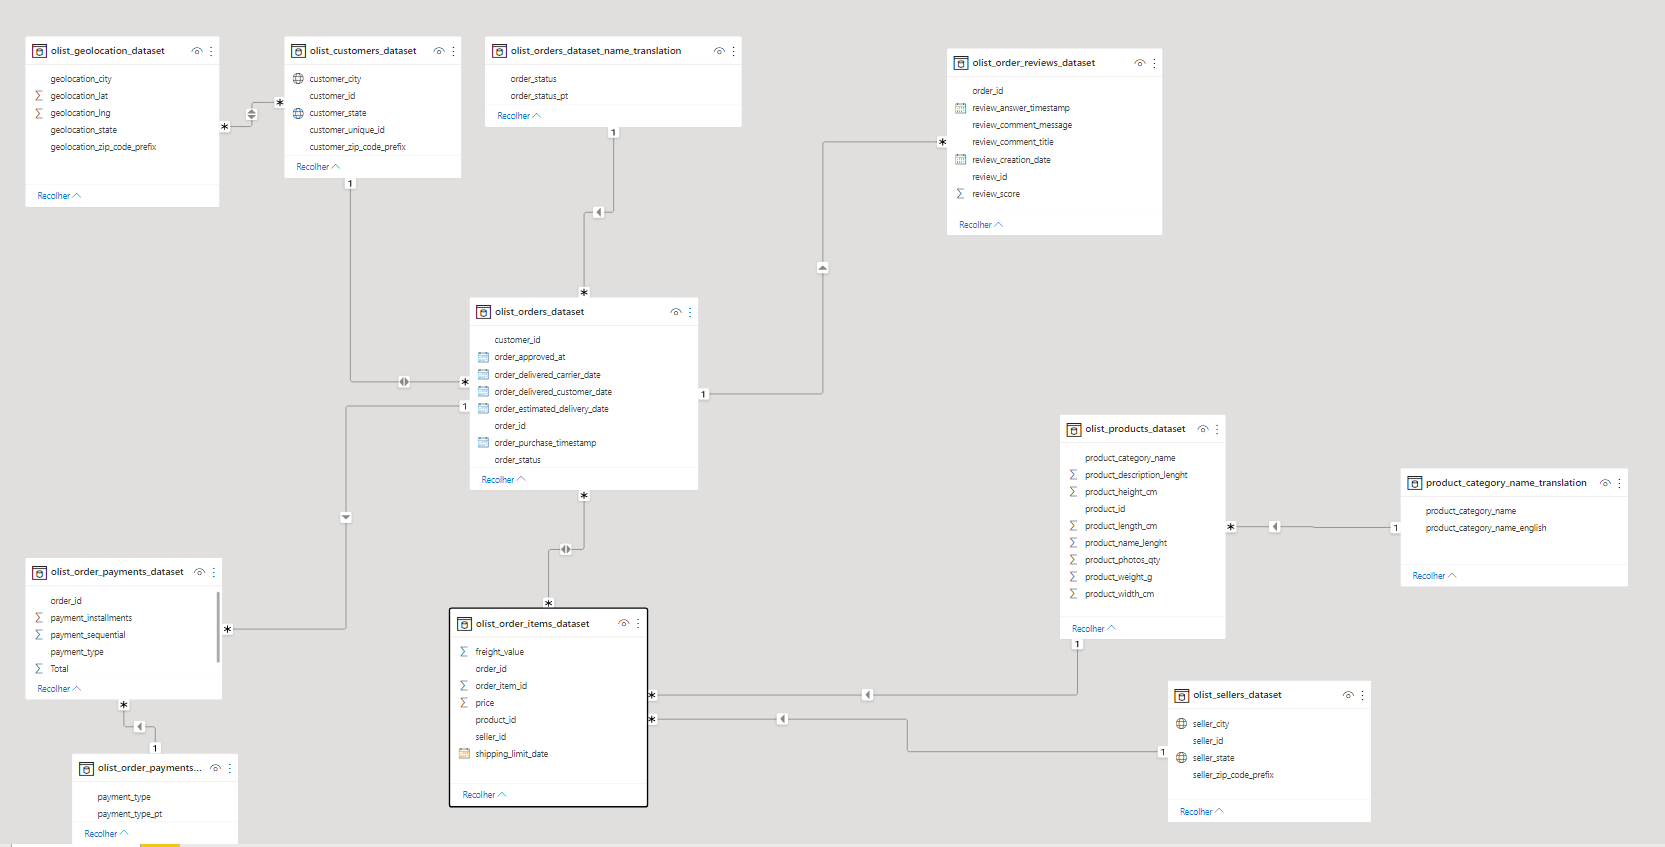 olist_geolocation_dataset
geolocation_city
geolocation_lat
geolocation_lng
geolocation_state
geolocation_zip_code_prefix
Recolher
*
*
olist_customers_dataset
customer_city
customer_id
customer_state
customer_unique_id
customer_zip_code_prefix
Recolher
1
olist_orders_dataset_name_translation
order_status
order_status_pt
Recolher
1
*
olist_order_reviews_dataset
order_id
review_answer_timestamp
review_comment_message
review_comment_title
review_creation_date
review_id
review_score
Recolher
*
olist_orders_dataset
customer_id
order_approved_at
order_delivered_carrier_date
order_delivered_customer_date
order_estimated_delivery_date
order_id
order_purchase_timestamp
order_status
Recolher
*
1
1
*
olist_products_dataset
product_category_name
product_description_lenght
product_height_cm
product_id
product_length_cm
product_name_lenght
product_photos_qty
product_weight_g
product_width_cm
Recolher
*
1
1
product_category_name_translation
product_category_name
product_category_name_english
Recolher
olist_order_payments_dataset
order_id
payment_installments
payment_sequential
payment_type
Total
Recolher
*
*
1
olist_order_payments...
payment_type
payment_type_pt
Recolher
*
olist_order_items_dataset
freight_value
order_id
order_item_id
price
product_id
seller_id
shipping_limit_date
Recolher
*
*
1
olist_sellers_dataset
seller_city
seller_id
seller_state
seller_zip_code_prefix
Recolher